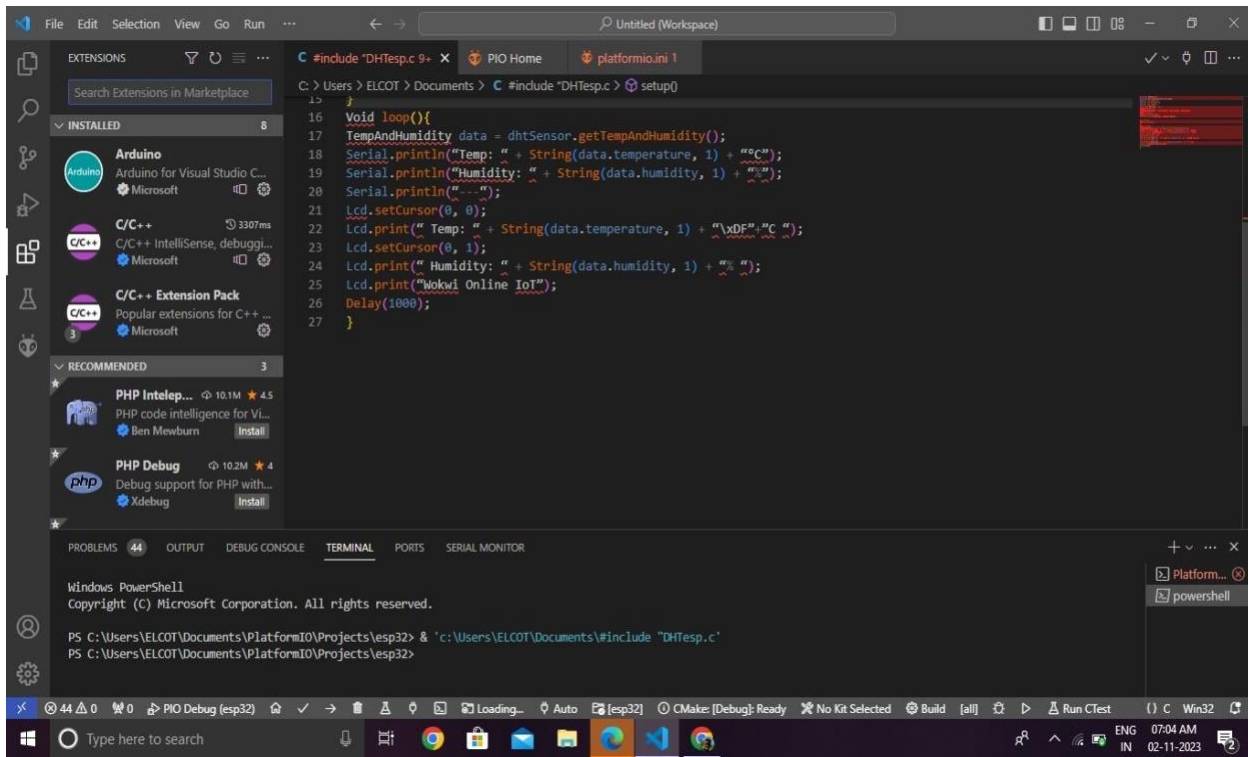 File Edit Selection View Go Run ··· Untitled (Workspace)
EXTENSIONS
Search Extensions in Marketplace
INSTALLED 8
Arduino
Arduino for Visual Studio C...
Microsoft
C/C++ 3307ms
C/C++ IntelliSense, debuggi...
Microsoft
C/C++ Extension Pack
Popular extensions for C++ ...
Microsoft
3
RECOMMENDED 3
PHP Intelep... 10.1M ★ 4.5
PHP code intelligence for Vi...
Ben Mewburn Install
PHP Debug 10.2M ★ 4
Debug support for PHP with...
Xdebug Install
C #include "DHTesp.c 9+ PIO Home platformio.ini 1
C: > Users > ELCOT > Documents > C #include "DHTesp.c > setup()
15 }
16 Void loop(){
17 TempAndHumidity data = dhtSensor.getTempAndHumidity();
18 Serial.println(“Temp: “ + String(data.temperature, 1) + “°C”);
19 Serial.println(“Humidity: “ + String(data.humidity, 1) + “%”);
20 Serial.println(“---“);
21 Lcd.setCursor(0, 0);
22 Lcd.print(“ Temp: “ + String(data.temperature, 1) + “\xDF”+”C “);
23 Lcd.setCursor(0, 1);
24 Lcd.print(“ Humidity: “ + String(data.humidity, 1) + “% “);
25 Lcd.print(“Wokwi Online IoT”);
26 Delay(1000);
27 }
PROBLEMS 44 OUTPUT DEBUG CONSOLE TERMINAL PORTS SERIAL MONITOR
Windows PowerShell
Copyright (C) Microsoft Corporation. All rights reserved.
PS C:\Users\ELCOT\Documents\PlatformIO\Projects\esp32> & 'c:\Users\ELCOT\Documents\#include "DHTesp.c'
PS C:\Users\ELCOT\Documents\PlatformIO\Projects\esp32>
Platform...
powershell
44 0 0 PIO Debug (esp32) Loading... Auto [esp32] CMake: [Debug]: Ready No Kit Selected Build [all] Run CTest {} C Win32
Type here to search ENG IN 07:04 AM 02-11-2023 2